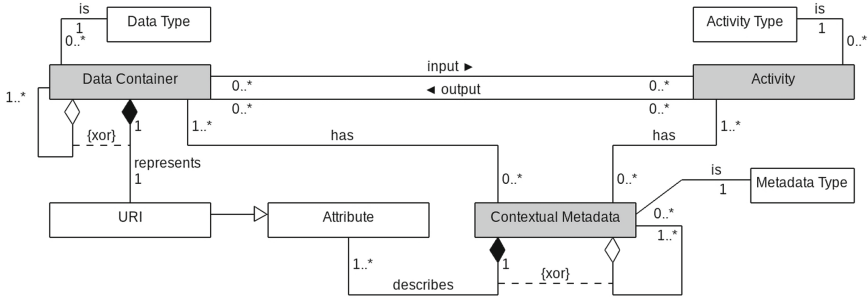 is
Data Type
1
0..*
Activity Type
is
1
0..*
Data Container
input ►
Activity
0..*
0..*
◄ output
0..*
0..*
1..*
{xor}
1
1..*
has
has
1..*
represents
1
0..*
0..*
is
1
Metadata Type
URI
Attribute
Contextual Metadata
0..*
1..*
1..*
describes
1
{xor}